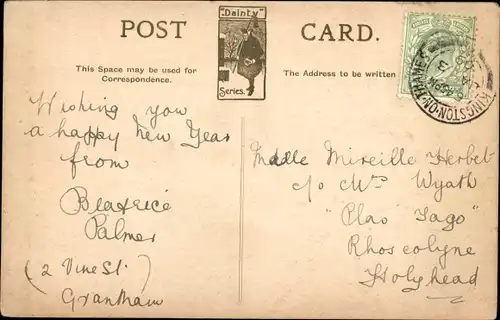 POST CARD.
"Dainty"
Series.
This Space may be used for
Correspondence.
The Address to be written
KINGSTON-ON-THAMES
Wishing you
a happy New Year
from
Beatrice
Palmer
(2 Vine St.)
Grantham
Mdelle Mireille Herbet
c/o Mrs Wyath
"Plas Iago"
Rhoscolyne
Holyhead